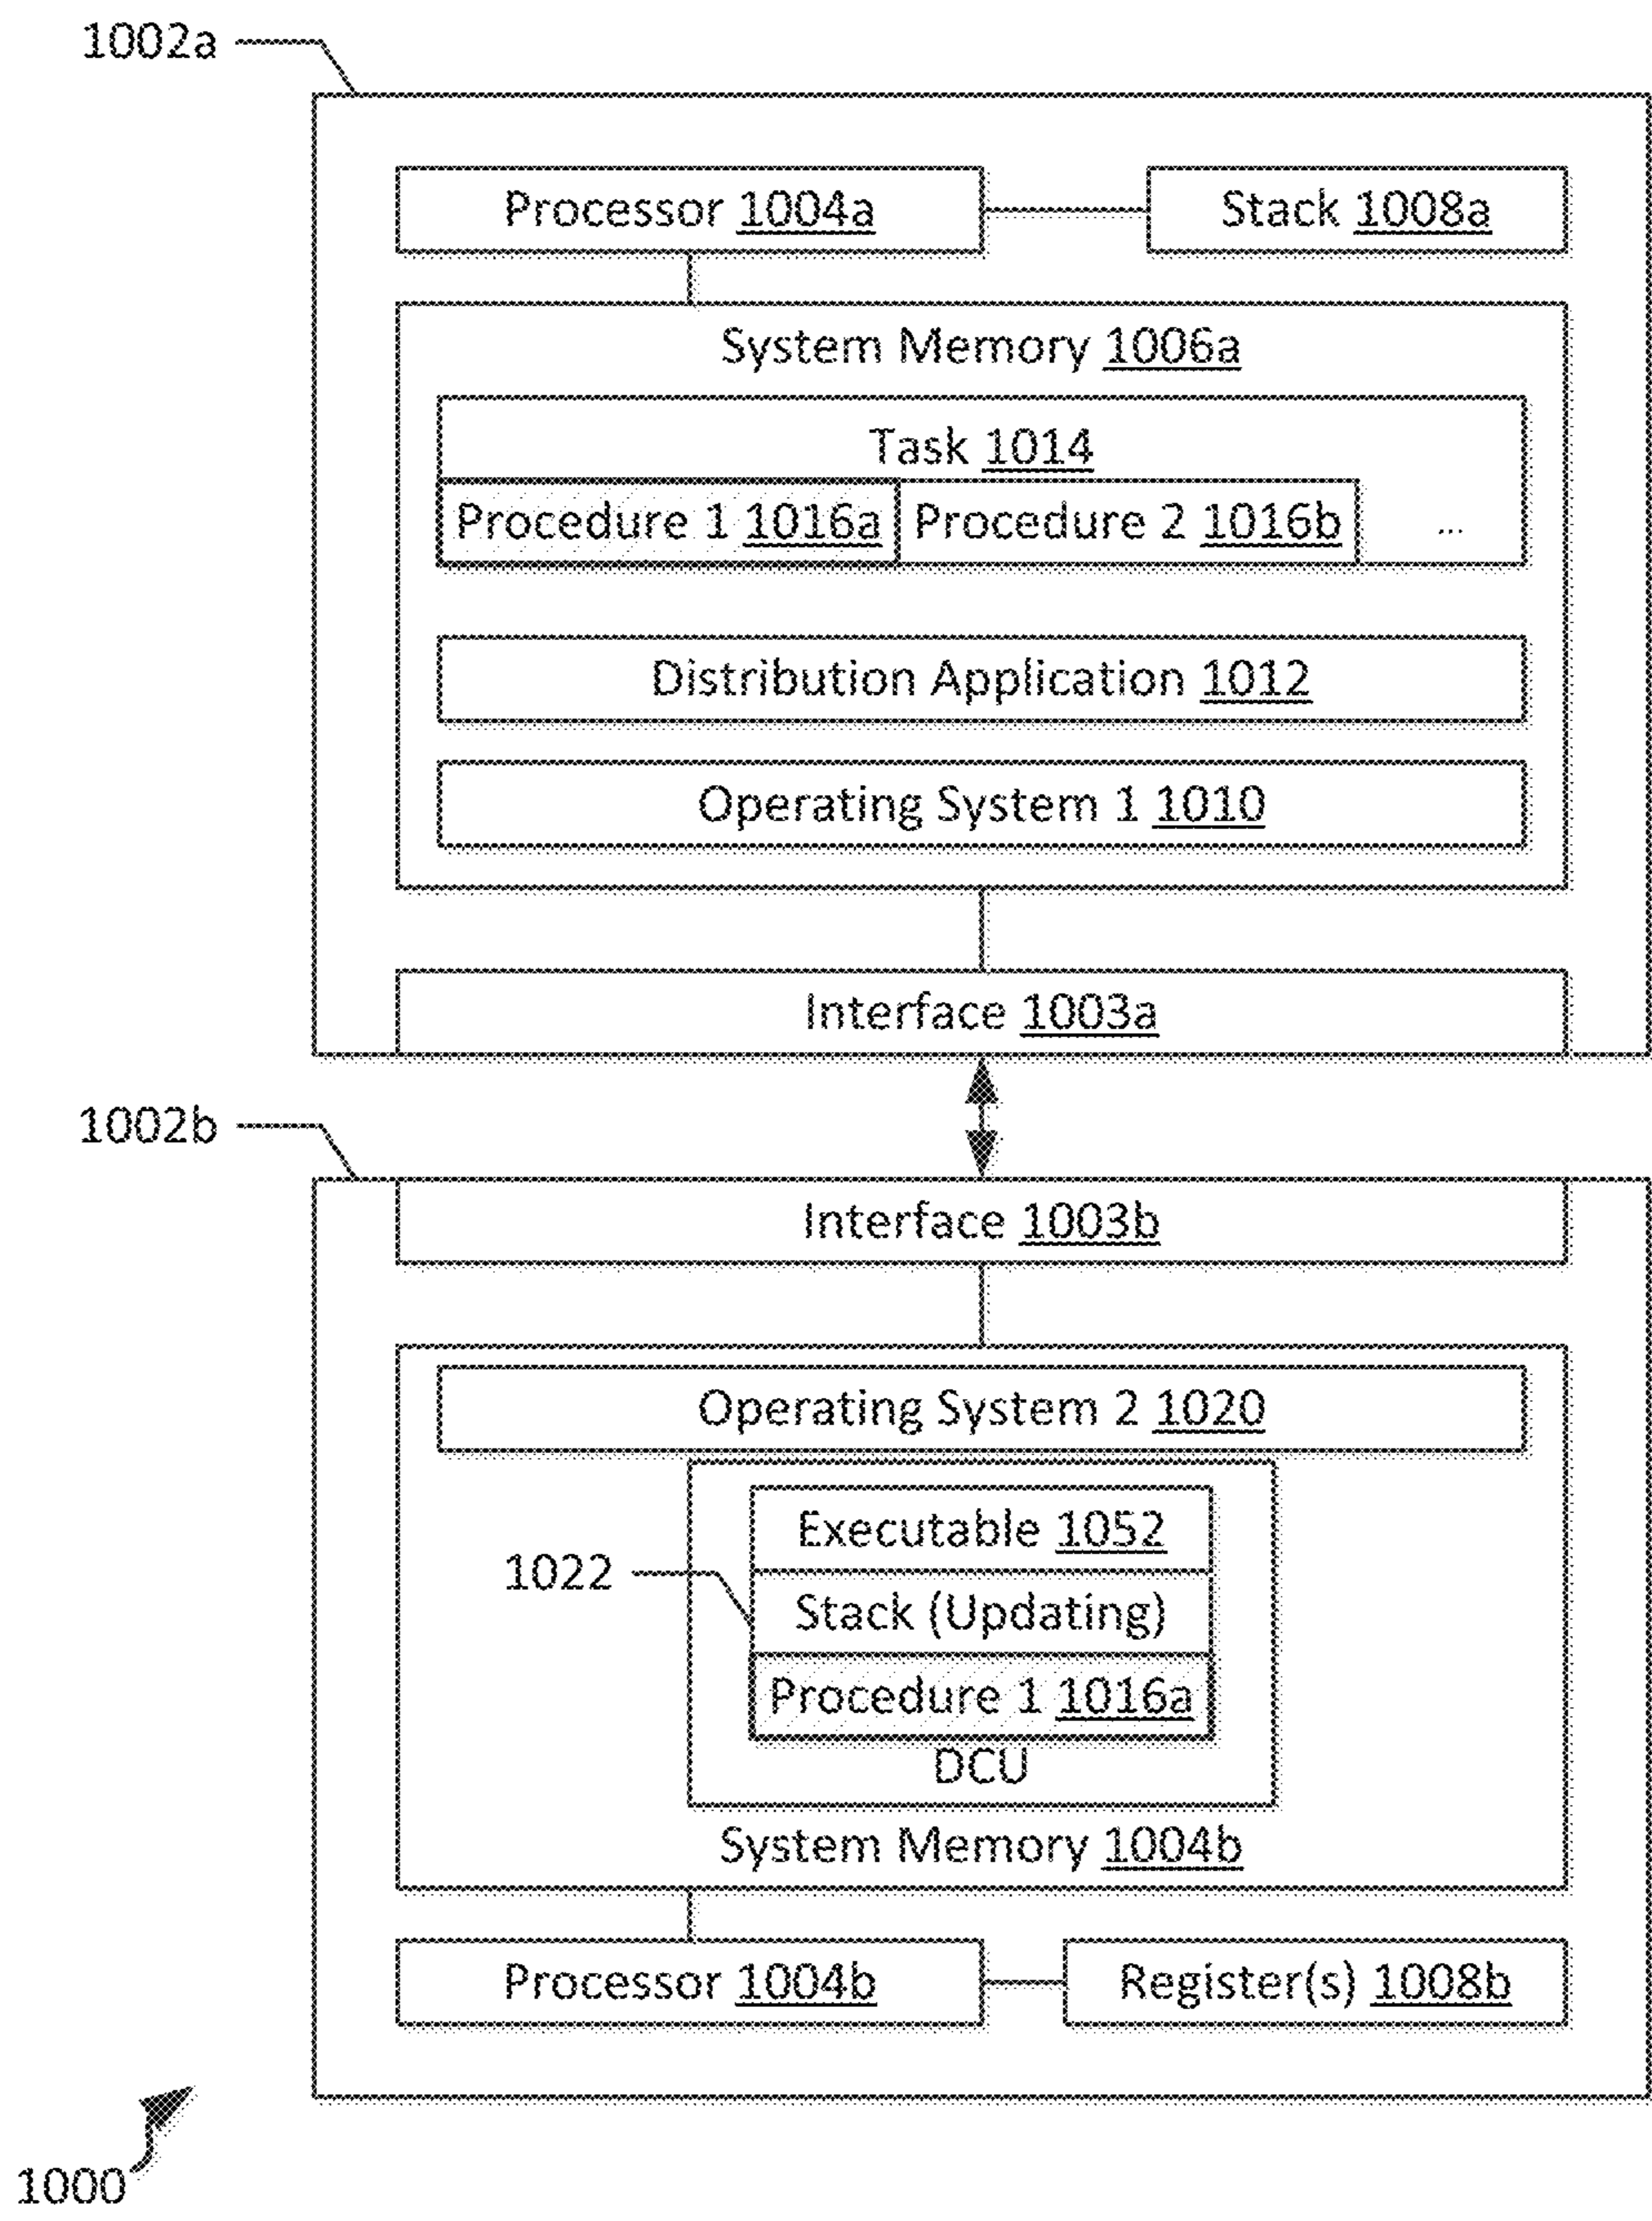 1002a
Processor 1004a
Stack 1008a
System Memory 1006a
Task 1014
Procedure 1 1016a
Procedure 2 1016b
...
Distribution Application 1012
Operating System 1 1010
Interface 1003a
1002b
Interface 1003b
Operating System 2 1020
Executable 1052
1022
Stack (Updating)
Procedure 1 1016a
DCU
System Memory 1004b
Processor 1004b
Register(s) 1008b
1000